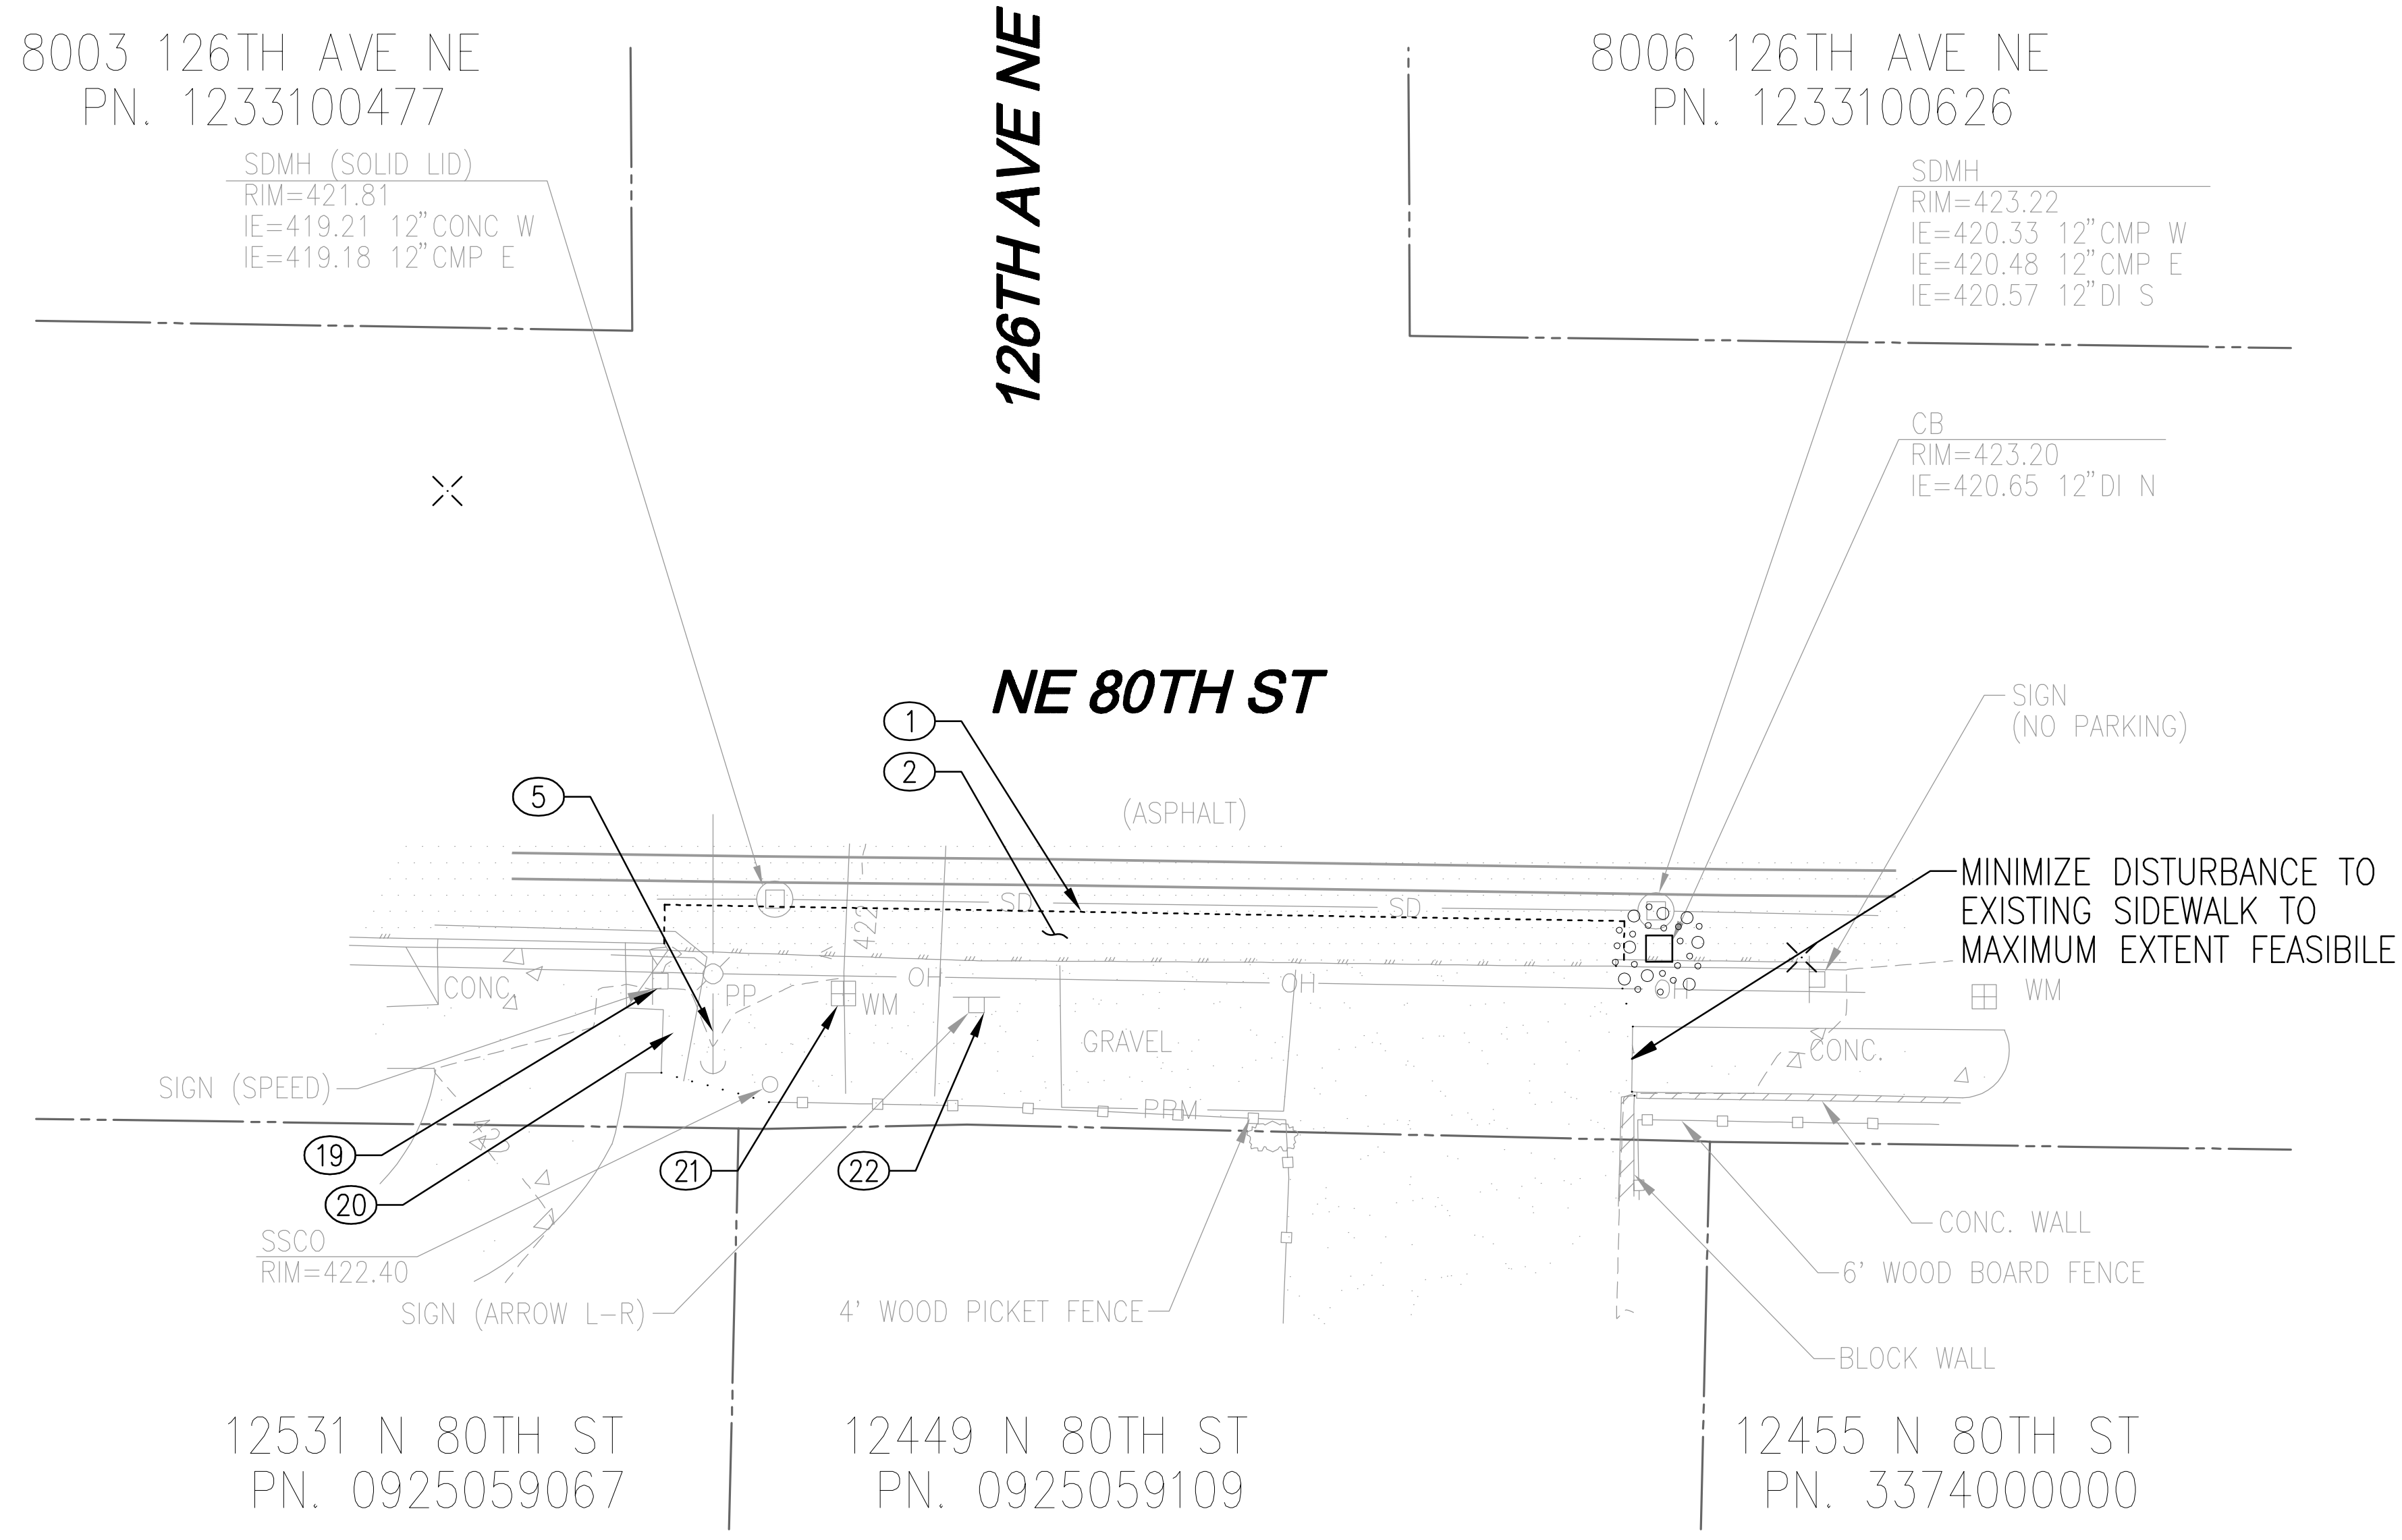 8003 126TH AVE NE
PN. 1233100477
SDMH (SOLID LID)
RIM=421.81
IE=419.21 12"CONC W
IE=419.18 12"CMP E
126TH AVE NE
8006 126TH AVE NE
PN. 1233100626
SDMH
RIM=423.22
IE=420.33 12"CMP W
IE=420.48 12"CMP E
IE=420.57 12"DI S
CB
RIM=423.20
IE=420.65 12"DI N
NE 80TH ST
1
2
5
(ASPHALT)
SIGN
(NO PARKING)
MINIMIZE DISTURBANCE TO
EXISTING SIDEWALK TO
MAXIMUM EXTENT FEASIBILE
SD
SD
422
OH
OH
CONC.
PP
WM
GRAVEL
WM
CONC.
SIGN (SPEED)
PRM
19
20
21
22
SSCO
RIM=422.40
SIGN (ARROW L-R)
4' WOOD PICKET FENCE
CONC. WALL
6' WOOD BOARD FENCE
BLOCK WALL
12531 N 80TH ST
PN. 0925059067
12449 N 80TH ST
PN. 0925059109
12455 N 80TH ST
PN. 3374000000